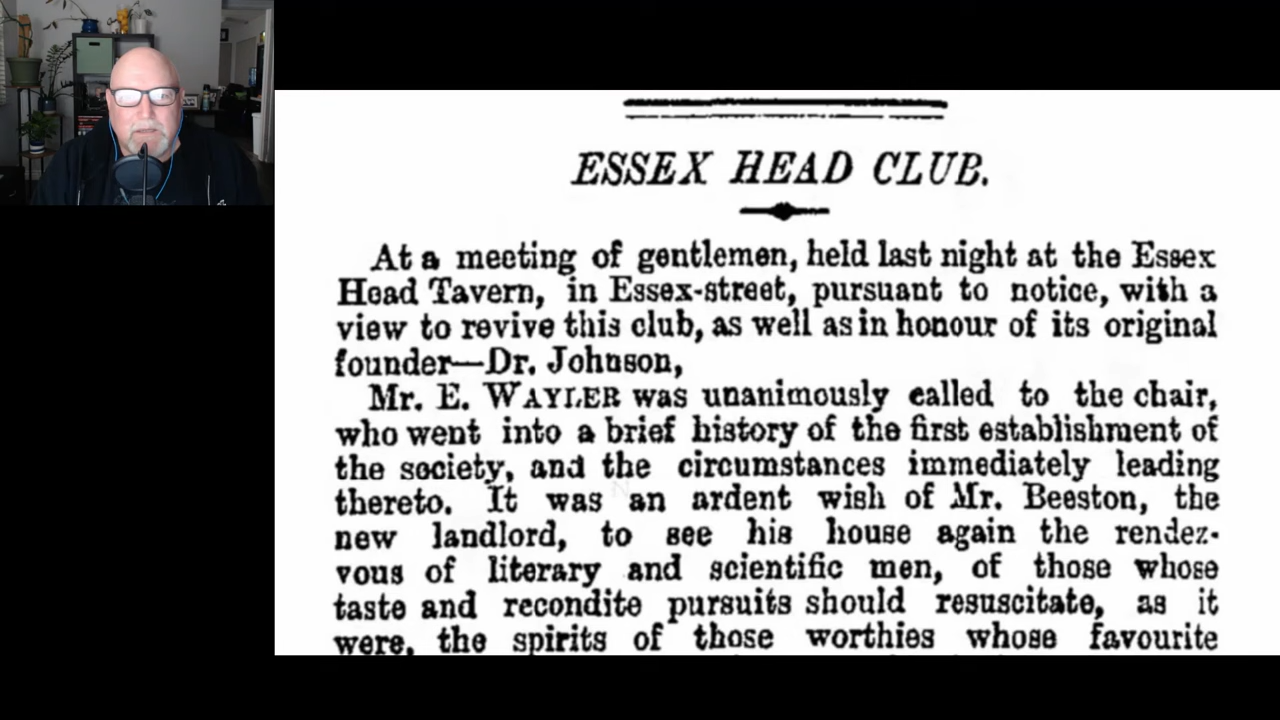 ESSEX HEAD CLUB.
At a meeting of gentlemen, held last night at the Essex
Head Tavern, in Essex-street, pursuant to notice, with a
view to revive this club, as well as in honour of its original
founder—Dr. Johnson,
Mr. E. WAYLER was unanimously called to the chair,
who went into a brief history of the first establishment of
the society, and the circumstances immediately leading
thereto. It was an ardent wish of Mr. Beeston, the
new landlord, to see his house again the rendez-
vous of literary and scientific men, of those whose
taste and recondite pursuits should resuscitate, as it
were, the spirits of those worthies whose favourite